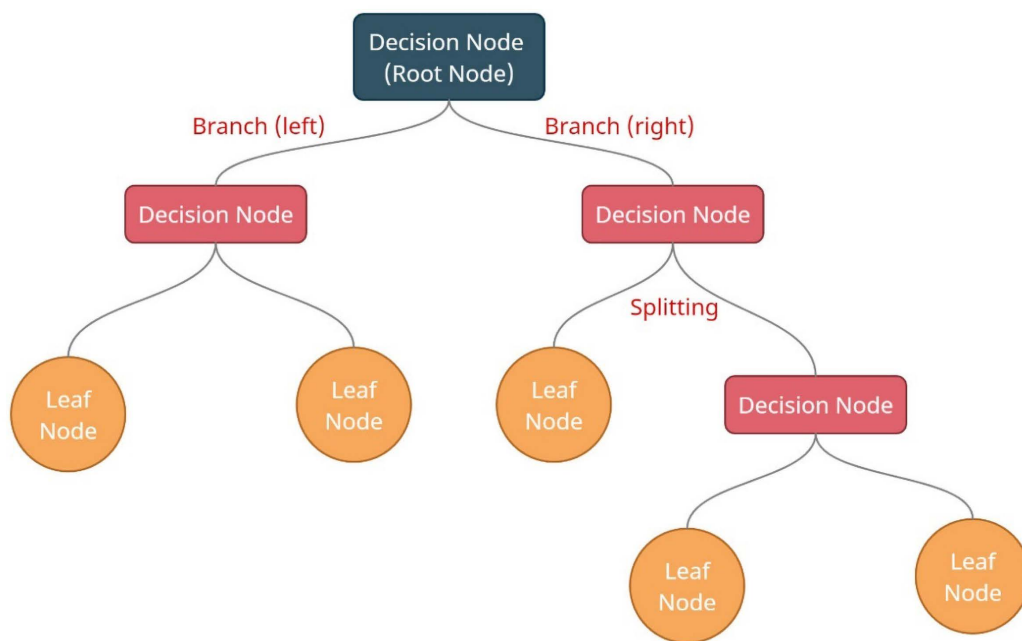 Decision Node
(Root Node)
Branch (left)
Branch (right)
Decision Node
Decision Node
Splitting
Leaf
Node
Leaf
Node
Leaf
Node
Decision Node
Leaf
Node
Leaf
Node